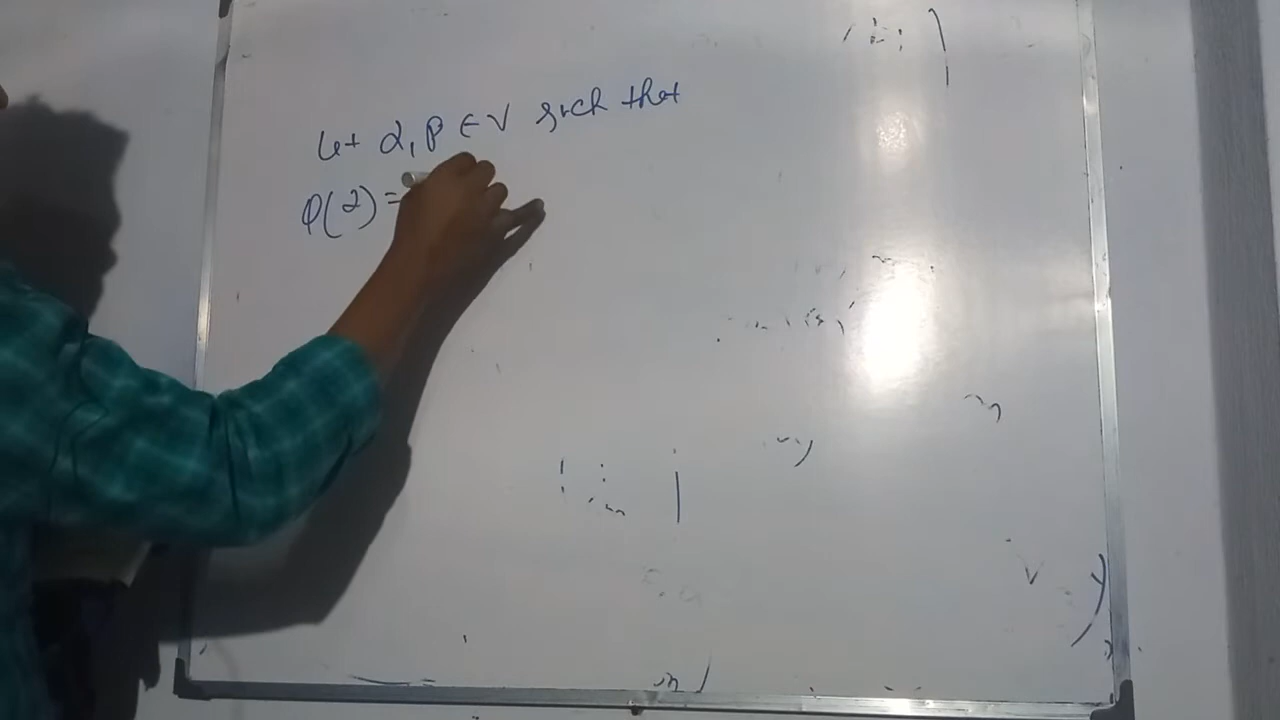 Let α, β ∈ V such that
φ(α) =